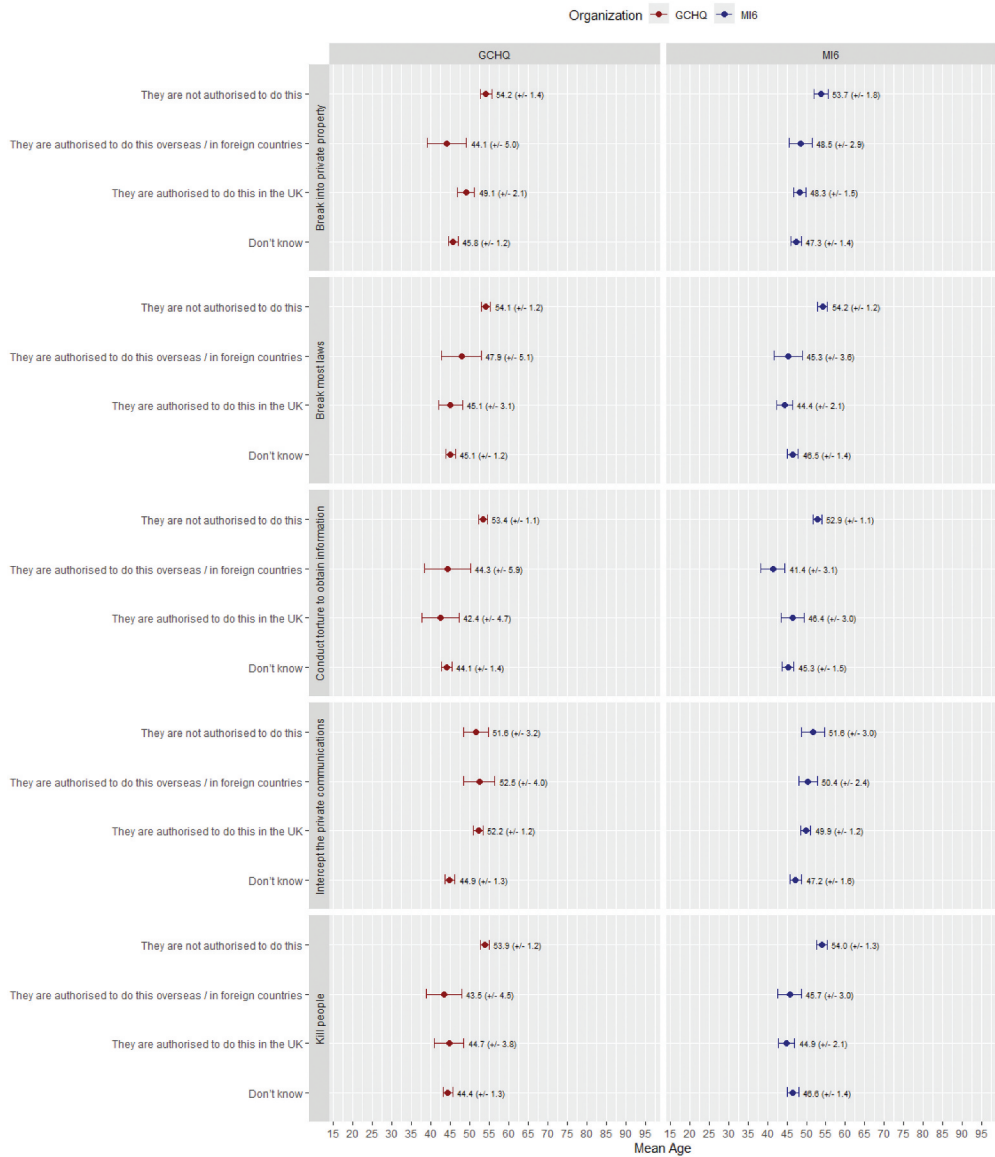 Organization GCHQ MI6
GCHQ MI6
Break into private property
They are not authorised to do this 54.2 (+/- 1.4) 53.7 (+/- 1.8)
They are authorised to do this overseas / in foreign countries 44.1 (+/- 5.0) 48.5 (+/- 2.9)
They are authorised to do this in the UK 49.1 (+/- 2.1) 48.3 (+/- 1.5)
Don't know 45.8 (+/- 1.2) 47.3 (+/- 1.4)
Break most laws
They are not authorised to do this 54.1 (+/- 1.2) 54.2 (+/- 1.2)
They are authorised to do this overseas / in foreign countries 47.9 (+/- 5.1) 45.3 (+/- 3.6)
They are authorised to do this in the UK 45.1 (+/- 3.1) 44.4 (+/- 2.1)
Don't know 45.1 (+/- 1.2) 46.5 (+/- 1.4)
Conduct torture to obtain information
They are not authorised to do this 53.4 (+/- 1.1) 52.9 (+/- 1.1)
They are authorised to do this overseas / in foreign countries 44.3 (+/- 5.9) 41.4 (+/- 3.1)
They are authorised to do this in the UK 42.4 (+/- 4.7) 46.4 (+/- 3.0)
Don't know 44.1 (+/- 1.4) 45.3 (+/- 1.5)
Intercept the private communications
They are not authorised to do this 51.6 (+/- 3.2) 51.6 (+/- 3.0)
They are authorised to do this overseas / in foreign countries 52.5 (+/- 4.0) 50.4 (+/- 2.4)
They are authorised to do this in the UK 52.2 (+/- 1.2) 49.9 (+/- 1.2)
Don't know 44.9 (+/- 1.3) 47.2 (+/- 1.6)
Kill people
They are not authorised to do this 53.9 (+/- 1.2) 54.0 (+/- 1.3)
They are authorised to do this overseas / in foreign countries 43.5 (+/- 4.5) 45.7 (+/- 3.0)
They are authorised to do this in the UK 44.7 (+/- 3.8) 44.9 (+/- 2.1)
Don't know 44.4 (+/- 1.3) 46.6 (+/- 1.4)
15 20 25 30 35 40 45 50 55 60 65 70 75 80 85 90 95 15 20 25 30 35 40 45 50 55 60 65 70 75 80 85 90 95
Mean Age